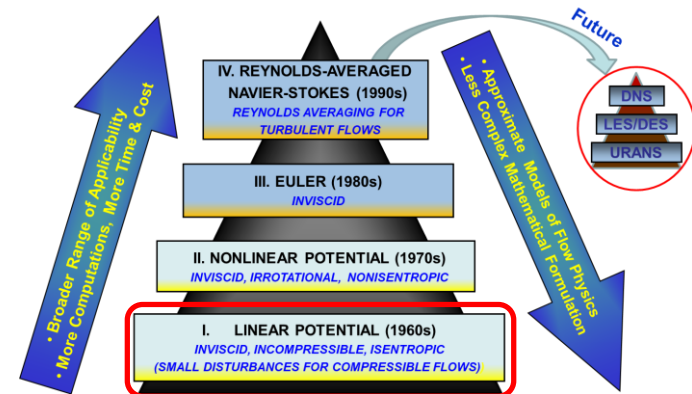 Future
IV. REYNOLDS-AVERAGED
NAVIER-STOKES (1990s)
REYNOLDS AVERAGING FOR
TURBULENT FLOWS
III. EULER (1980s)
INVISCID
II. NONLINEAR POTENTIAL (1970s)
INVISCID, IRROTATIONAL, NONISENTROPIC
I. LINEAR POTENTIAL (1960s)
INVISCID, INCOMPRESSIBLE, ISENTROPIC
(SMALL DISTURBANCES FOR COMPRESSIBLE FLOWS)
• Broader Range of Applicability
• More Computations, More Time & Cost
• Approximate Models of Flow Physics
• Less Complex Mathematical Formulation
DNS
LES/DES
URANS